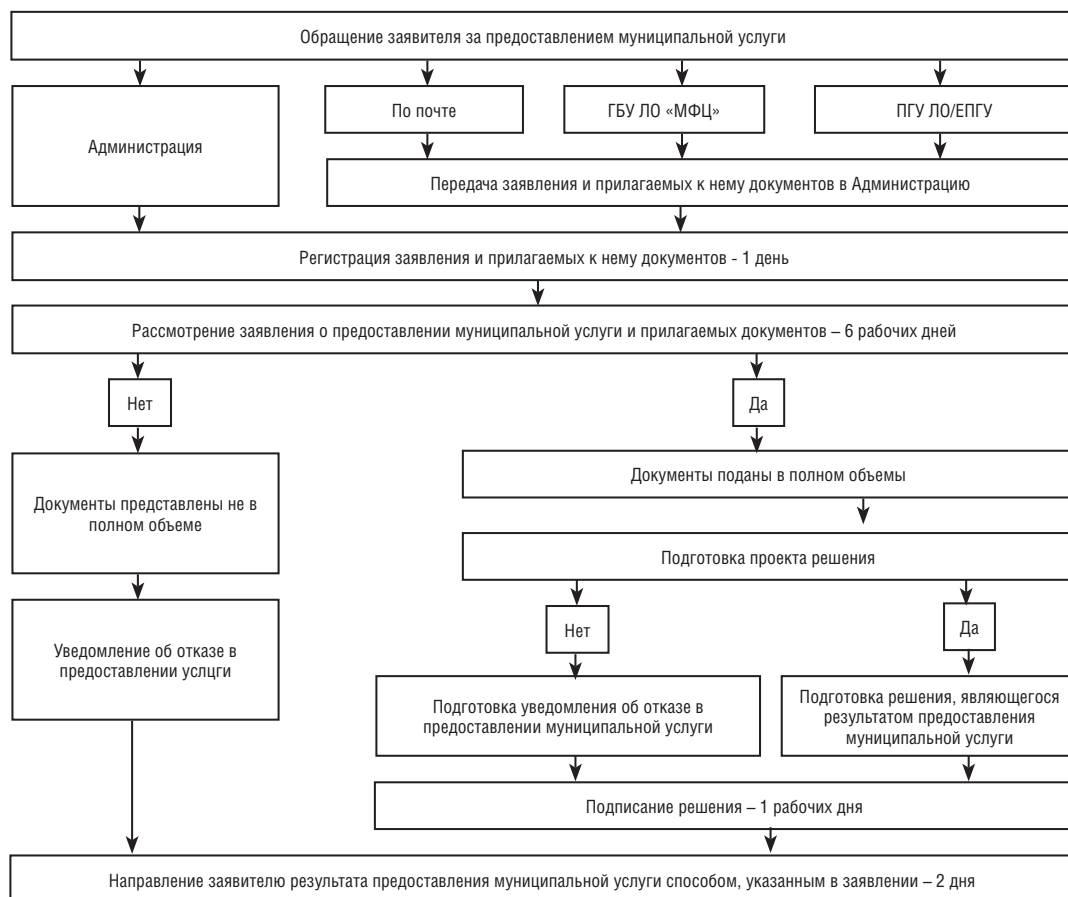 Обращение заявителя за предоставлением муниципальной услуги
Администрация
По почте
ГБУ ЛО «МФЦ»
ПГУ ЛО/ЕПГУ
Передача заявления и прилагаемых к нему документов в Администрацию
Регистрация заявления и прилагаемых к нему документов - 1 день
Рассмотрение заявления о предоставлении муниципальной услуги и прилагаемых документов – 6 рабочих дней
Нет
Да
Документы представлены не в
полном объеме
Документы поданы в полном объемы
Подготовка проекта решения
Уведомление об отказе в
предоставлении услцги
Нет
Да
Подготовка уведомления об отказе в
предоставлении муниципальной услуги
Подготовка решения, являющегося
результатом предоставления
муниципальной услуги
Подписание решения – 1 рабочих дня
Направление заявителю результата предоставления муниципальной услуги способом, указанным в заявлении – 2 дня